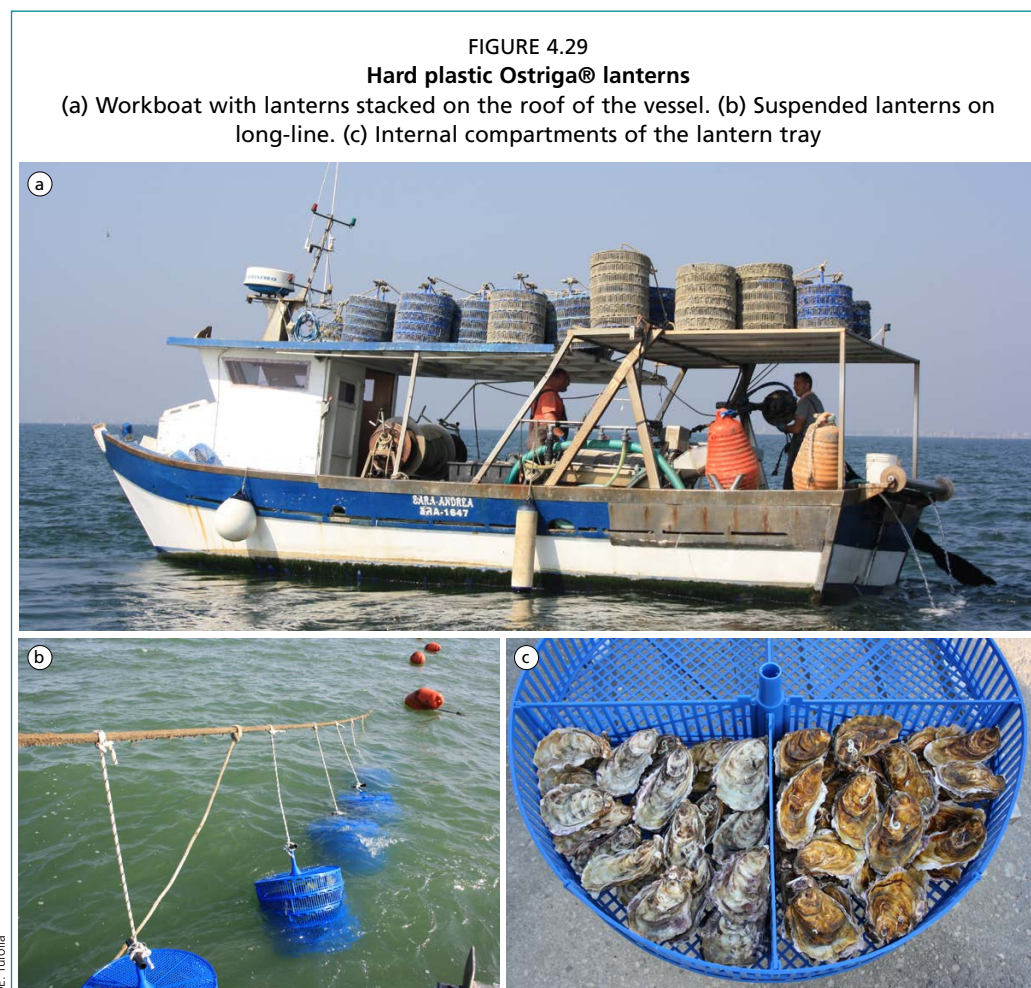 FIGURE 4.29
Hard plastic Ostriga® lanterns
(a) Workboat with lanterns stacked on the roof of the vessel. (b) Suspended lanterns on
long-line. (c) Internal compartments of the lantern tray
a
SARA-ANDREA
b
c